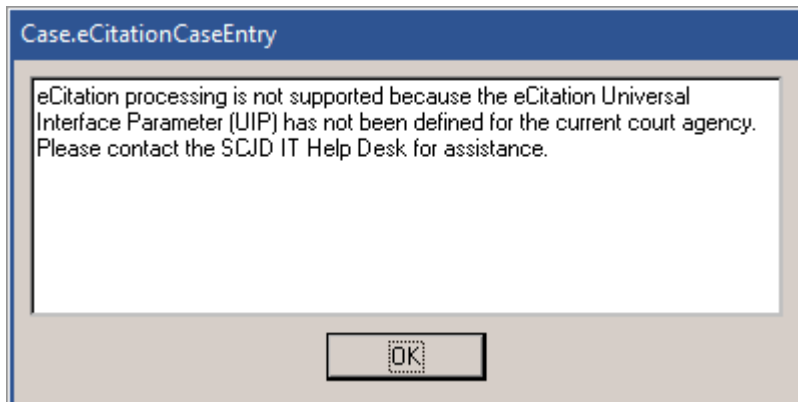 Case.eCitationCaseEntry
eCitation processing is not supported because the eCitation Universal
Interface Parameter (UIP) has not been defined for the current court agency.
Please contact the SCJD IT Help Desk for assistance.
OK